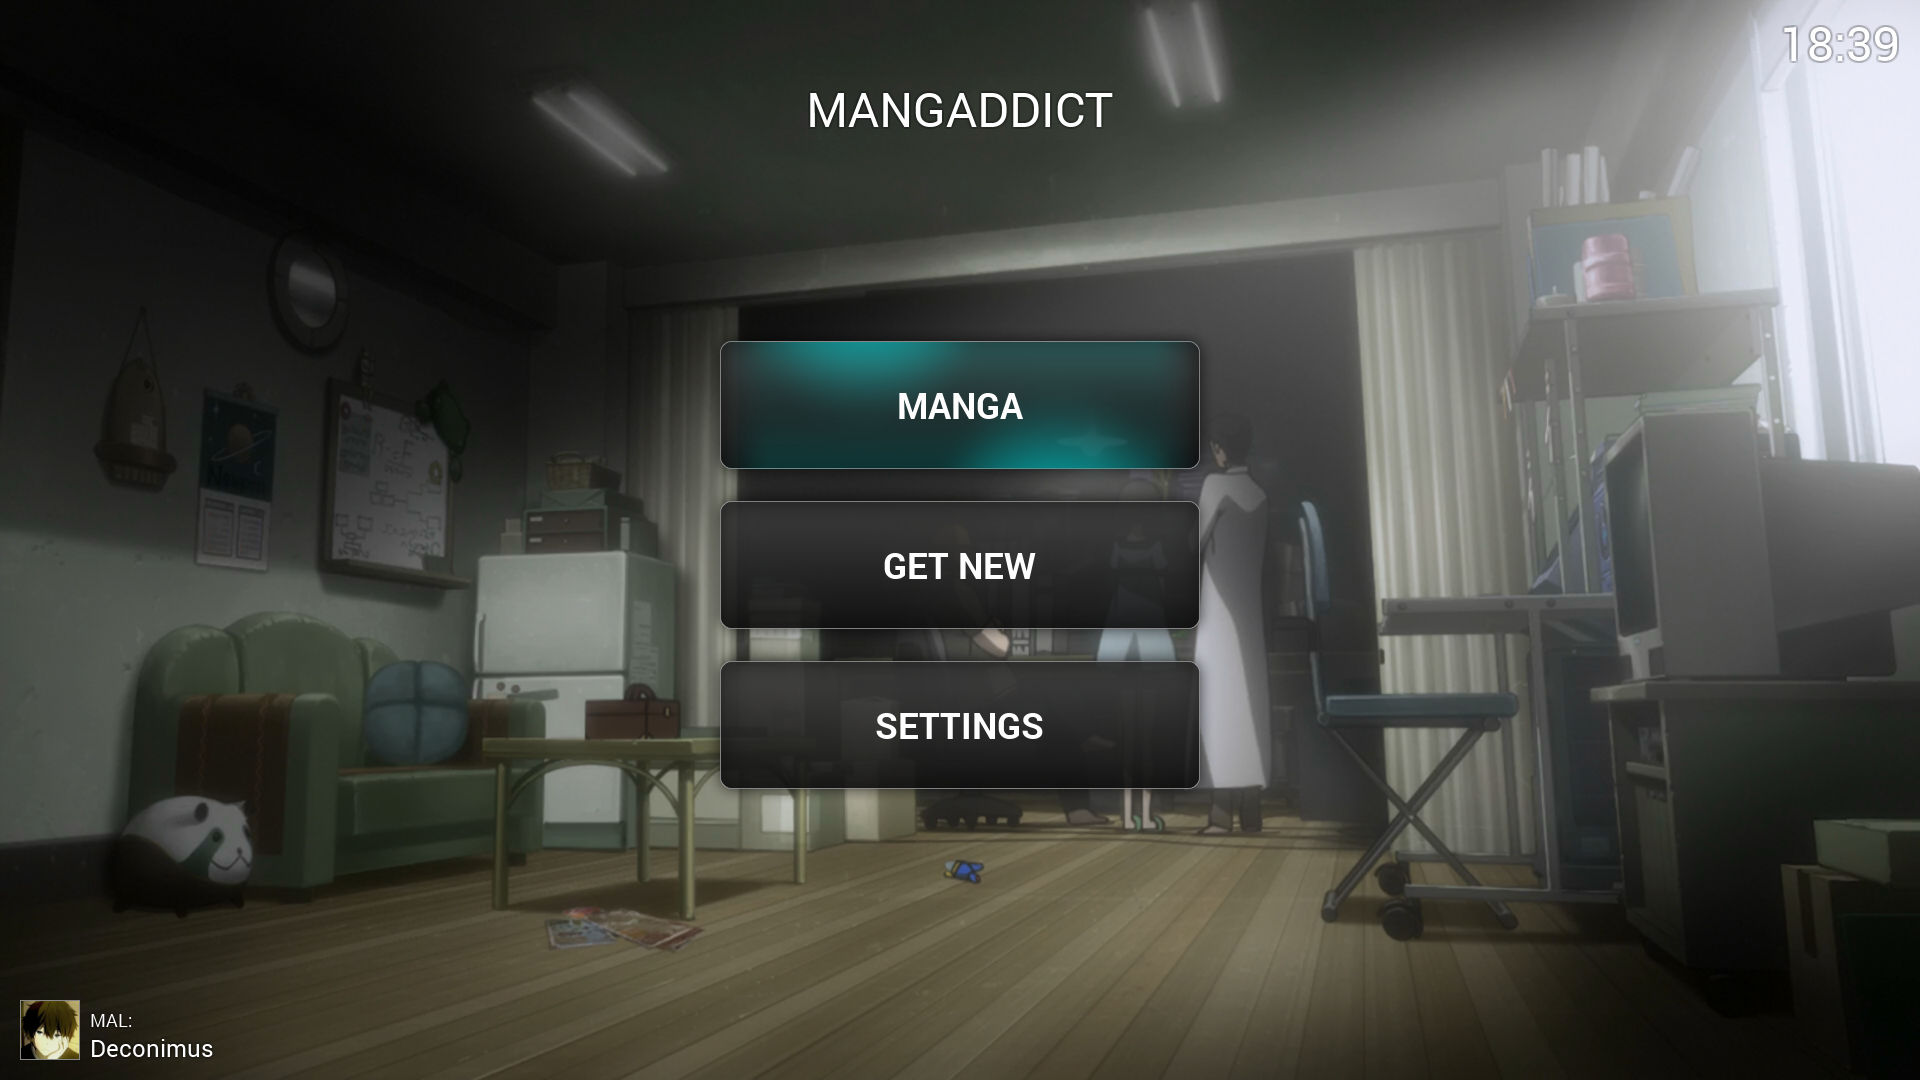 18:39
MANGADDICT
MANGA
GET NEW
SETTINGS
MAL:
Deconimus